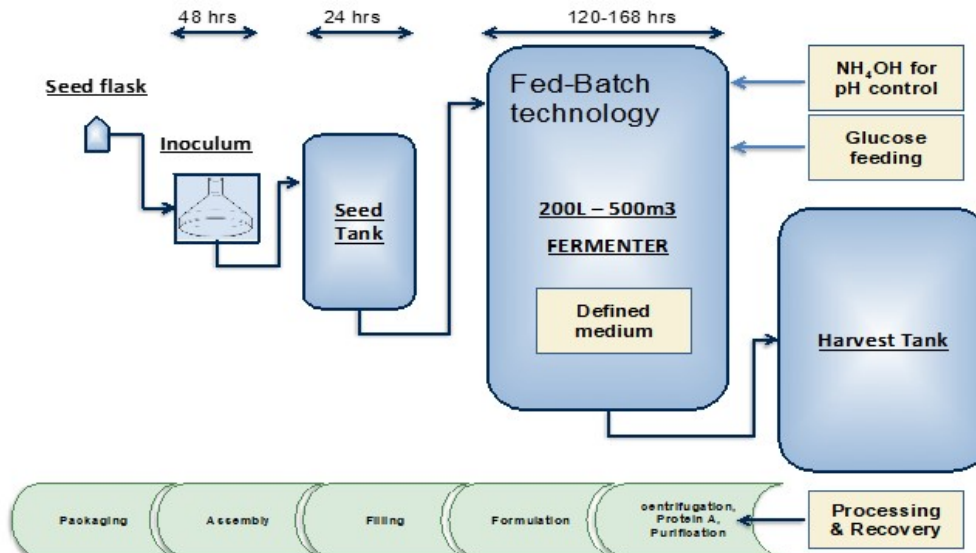 48 hrs
24 hrs
120-168 hrs
Seed flask
Inoculum
Seed
Tank
Fed-Batch
technology
200L – 500m3
FERMENTER
Defined
medium
NH₄OH for
pH control
Glucose
feeding
Harvest Tank
Packaging
Assembly
Filling
Formulation
centrifugation,
Protein A,
Purification
Processing
& Recovery